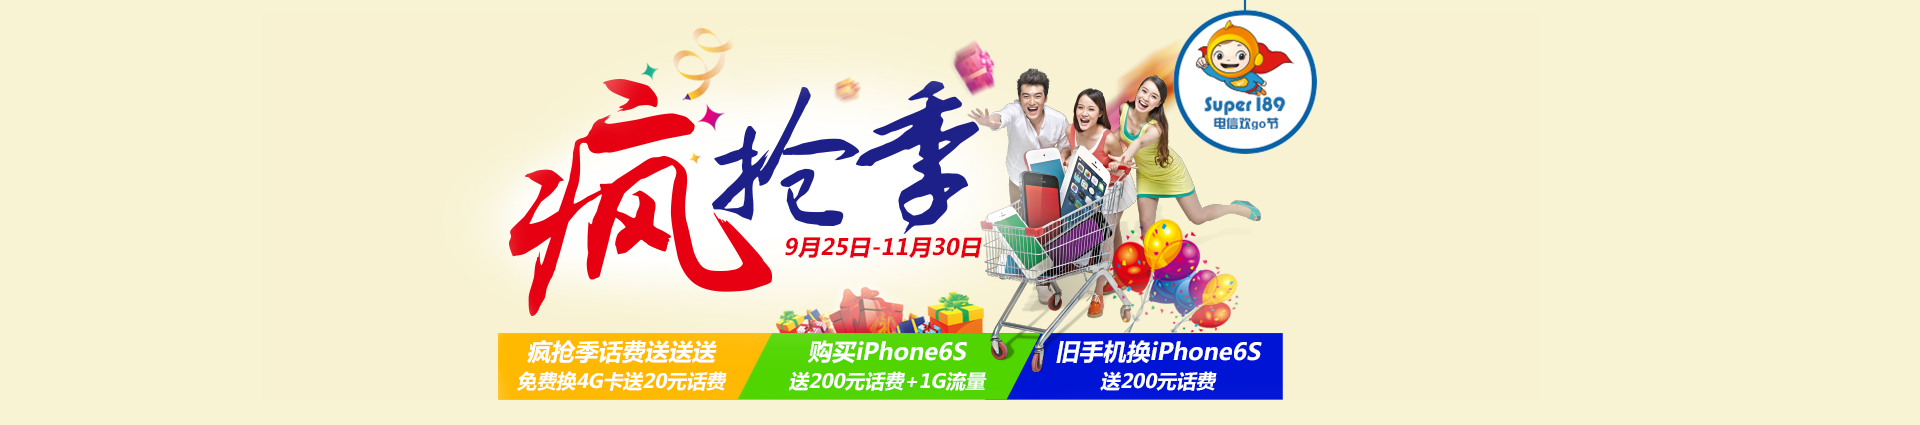 Super 189
电信欢go节
疯抢季
9月25日-11月30日
疯抢季话费送送送
免费换4G卡送20元话费
购买iPhone6S
送200元话费+1G流量
旧手机换iPhone6S
送200元话费